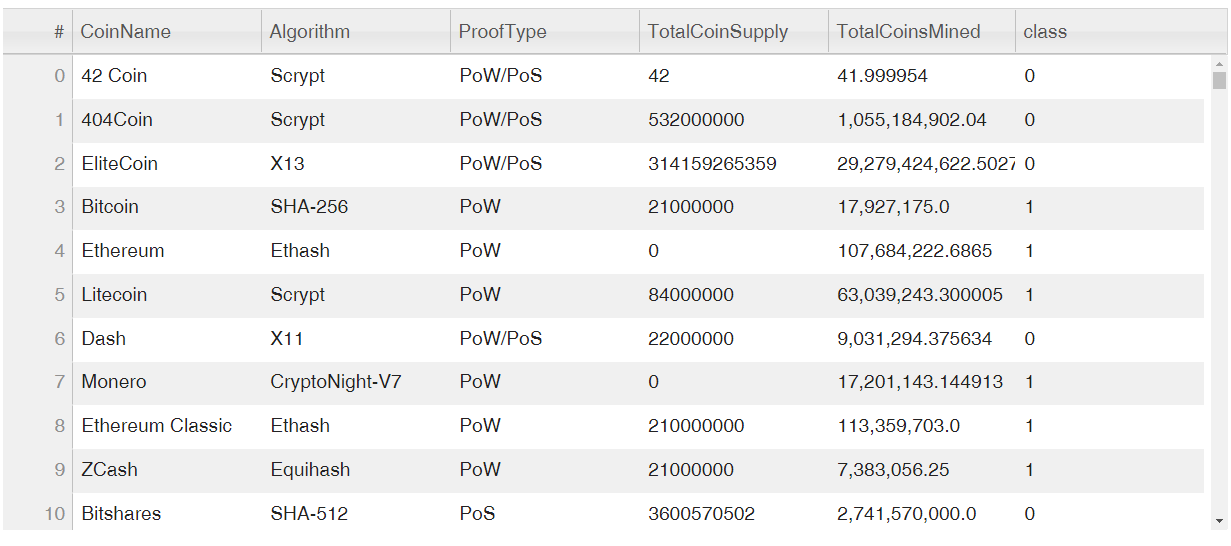 # CoinName Algorithm ProofType TotalCoinSupply TotalCoinsMined class
0 42 Coin Scrypt PoW/PoS 42 41.999954 0
1 404Coin Scrypt PoW/PoS 532000000 1,055,184,902.04 0
2 EliteCoin X13 PoW/PoS 314159265359 29,279,424,622.5027 0
3 Bitcoin SHA-256 PoW 21000000 17,927,175.0 1
4 Ethereum Ethash PoW 0 107,684,222.6865 1
5 Litecoin Scrypt PoW 84000000 63,039,243.300005 1
6 Dash X11 PoW/PoS 22000000 9,031,294.375634 0
7 Monero CryptoNight-V7 PoW 0 17,201,143.144913 1
8 Ethereum Classic Ethash PoW 210000000 113,359,703.0 1
9 ZCash Equihash PoW 21000000 7,383,056.25 1
10 Bitshares SHA-512 PoS 3600570502 2,741,570,000.0 0